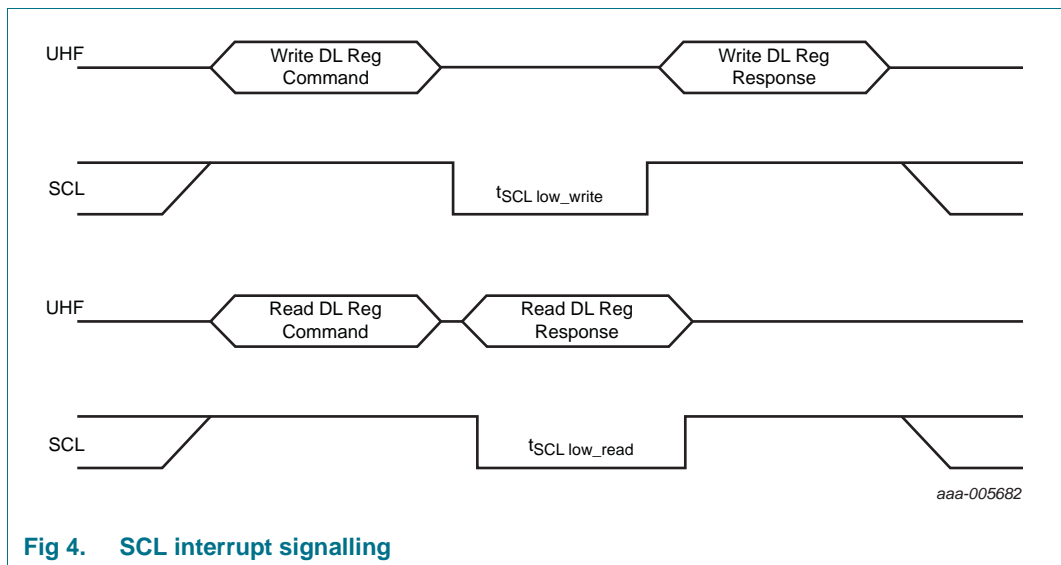 UHF
Write DL Reg
Command
Write DL Reg
Response
SCL
tSCL low_write
UHF
Read DL Reg
Command
Read DL Reg
Response
SCL
tSCL low_read
aaa-005682
Fig 4. SCL interrupt signalling